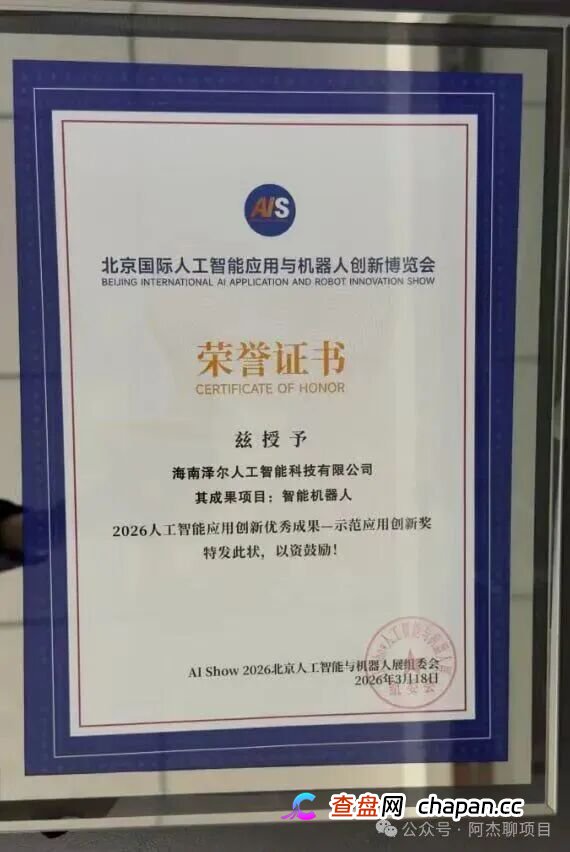 AIS
北京国际人工智能应用与机器人创新博览会
BEIJING INTERNATIONAL AI APPLICATION AND ROBOT INNOVATION SHOW
荣誉证书
CERTIFICATE OF HONOR
兹授予
海南泽尔人工智能科技有限公司
其成果项目：智能机器人
2026人工智能应用创新优秀成果—示范应用创新奖
特发此状，以资鼓励！
AI Show 2026北京人工智能与机器人展组委会
2026年3月18日
查盘网 chapan.cc
公众号 · 阿杰聊项目